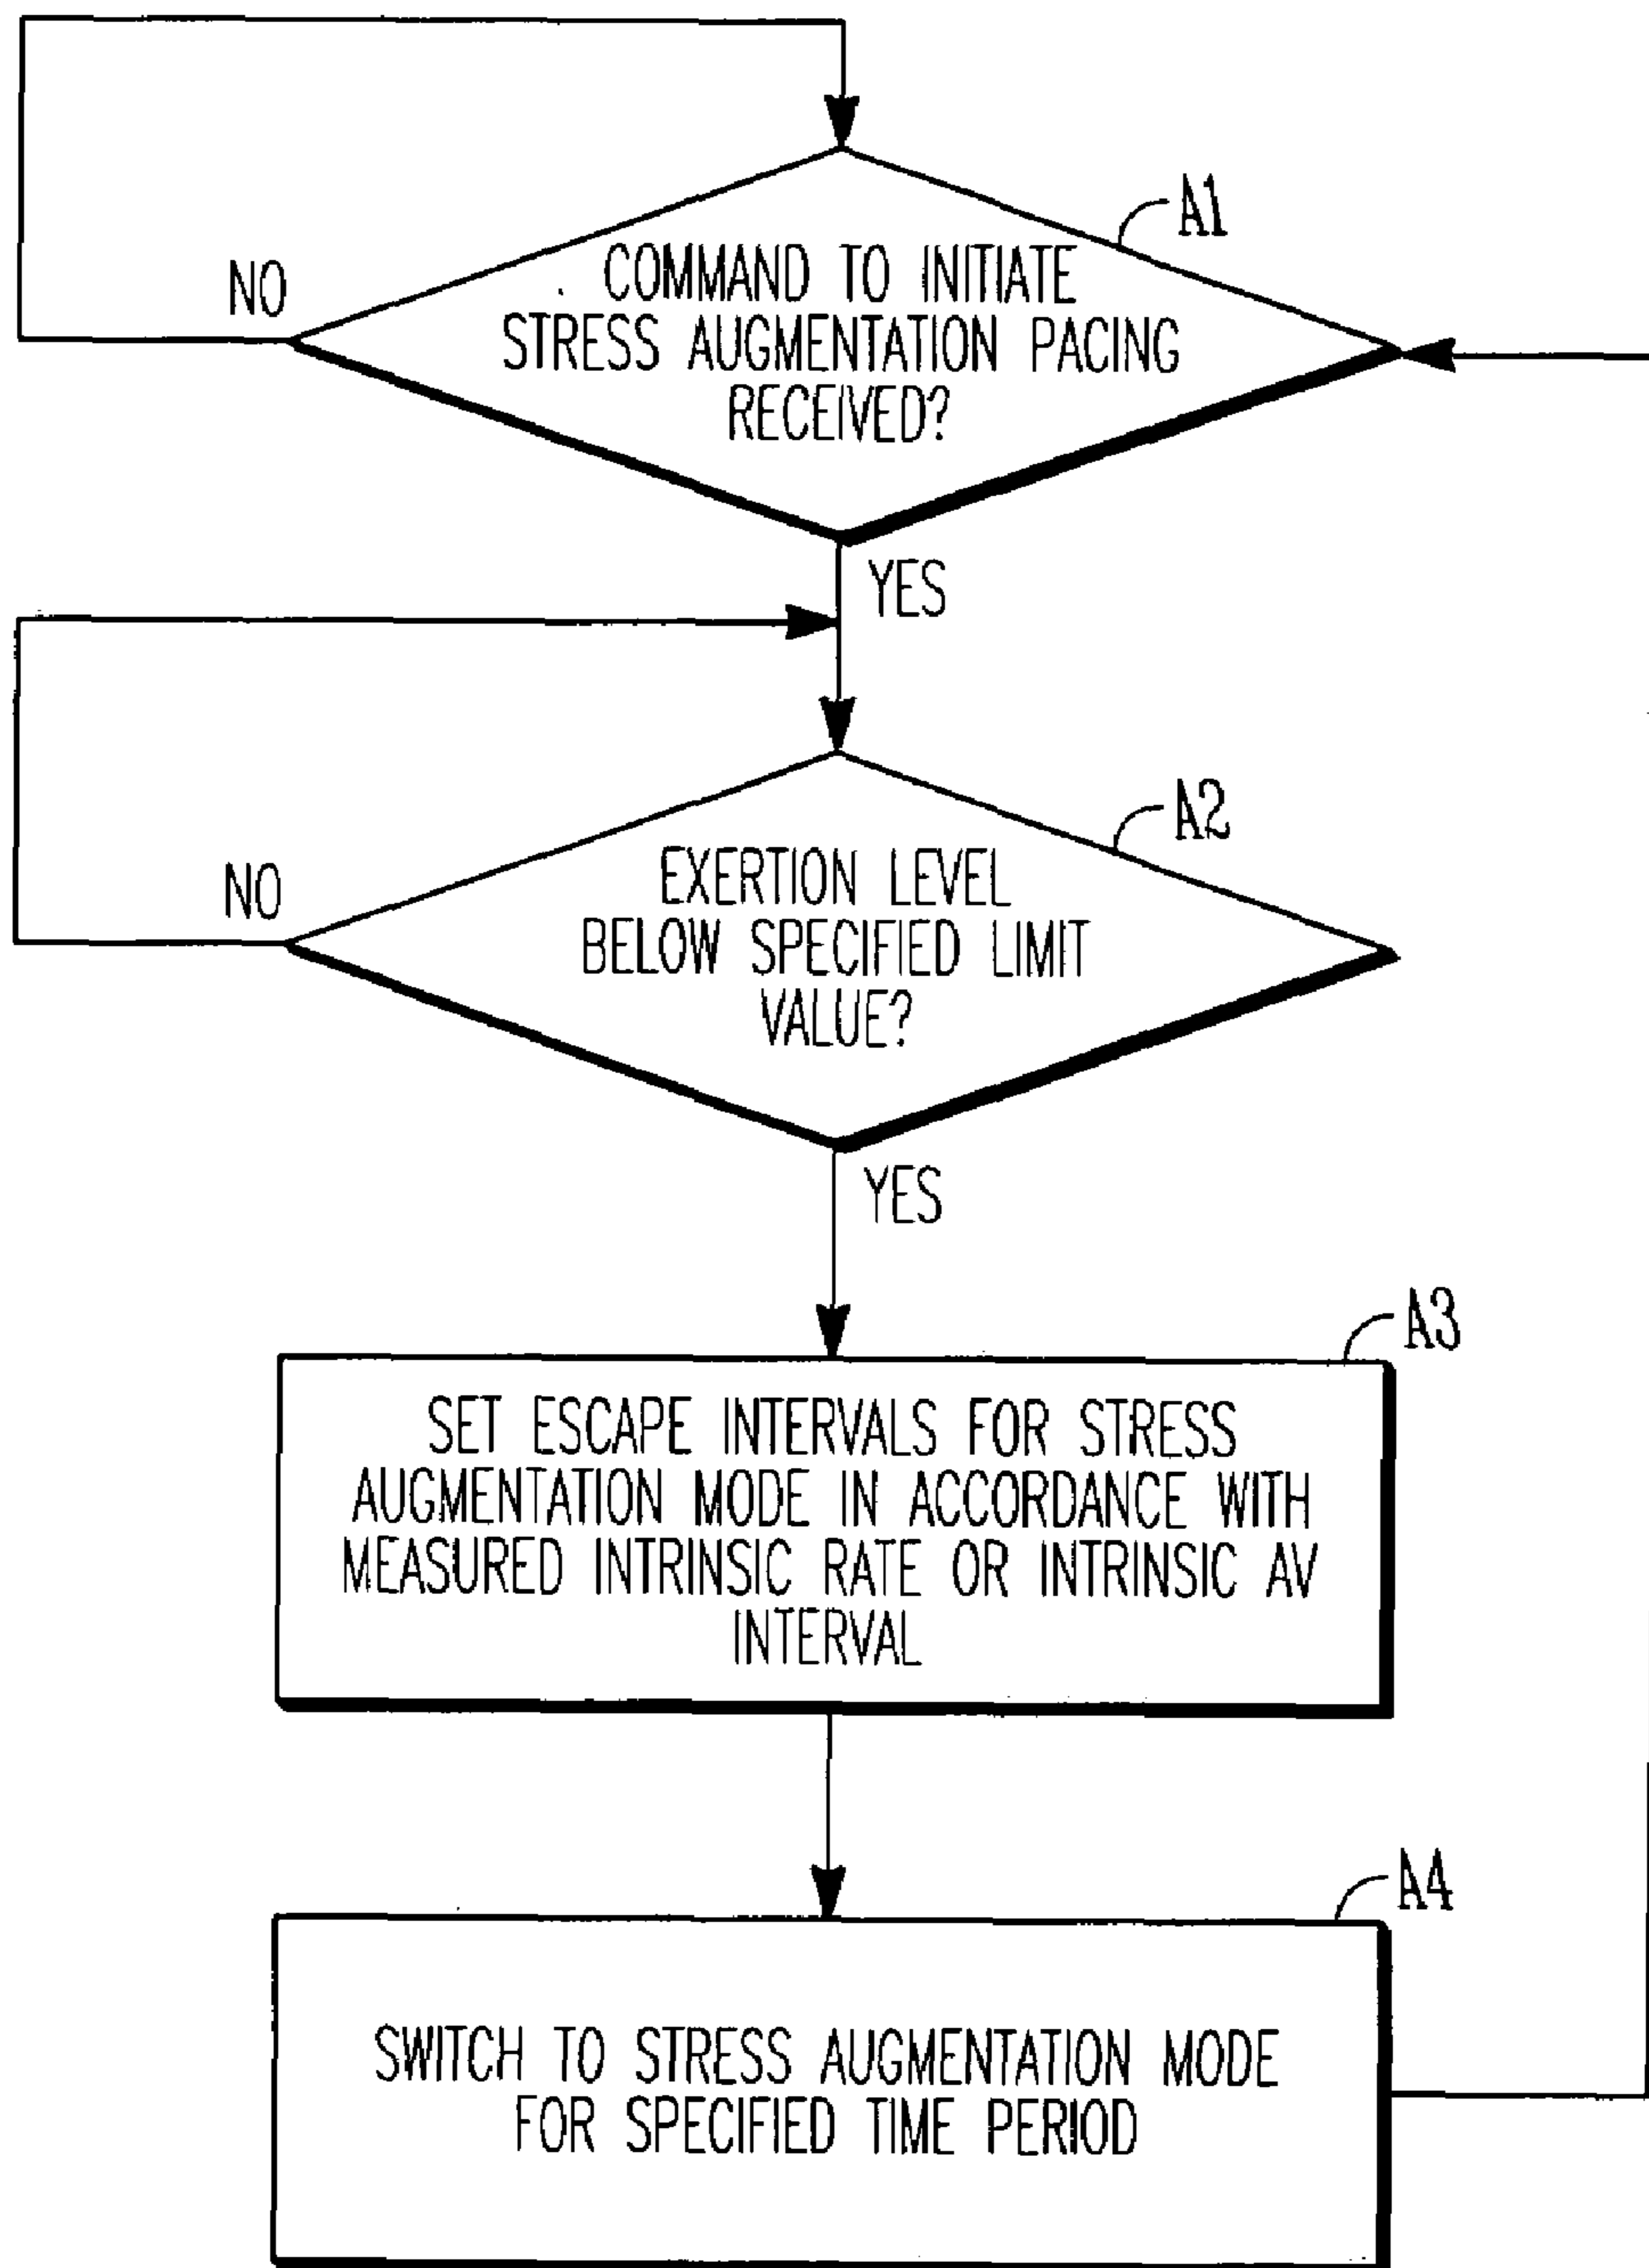 A1
COMMAND TO INITIATE
STRESS AUGMENTATION PACING
RECEIVED?
NO
YES
A2
EXERTION LEVEL
BELOW SPECIFIED LIMIT
VALUE?
NO
YES
A3
SET ESCAPE INTERVALS FOR STRESS
AUGMENTATION MODE IN ACCORDANCE WITH
MEASURED INTRINSIC RATE OR INTRINSIC AV
INTERVAL
A4
SWITCH TO STRESS AUGMENTATION MODE
FOR SPECIFIED TIME PERIOD